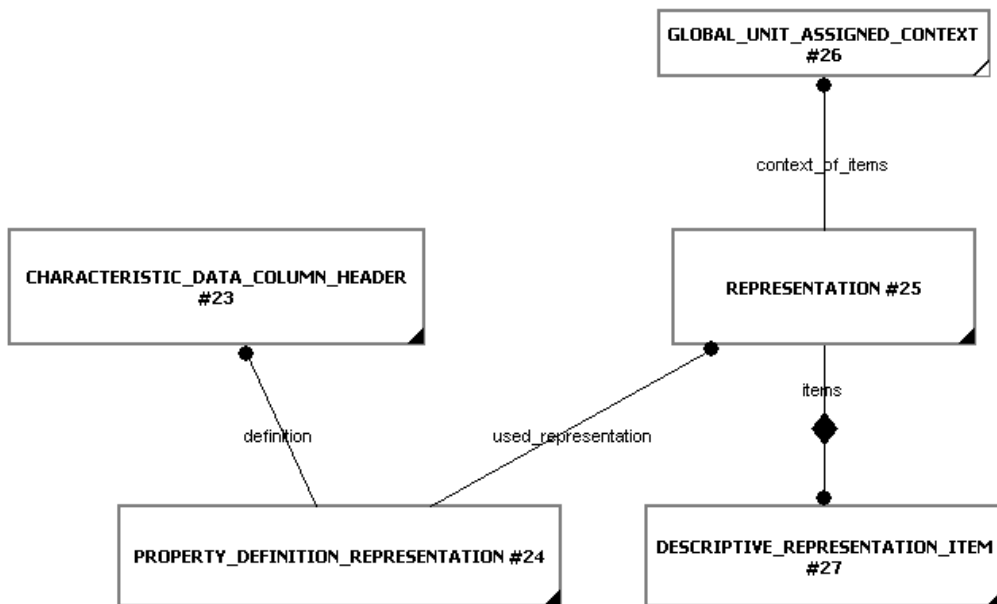 GLOBAL_UNIT_ASSIGNED_CONTEXT
#26
context_of_items
CHARACTERISTIC_DATA_COLUMN_HEADER
#23
REPRESENTATION #25
items
definition
used_representation
PROPERTY_DEFINITION_REPRESENTATION #24
DESCRIPTIVE_REPRESENTATION_ITEM
#27